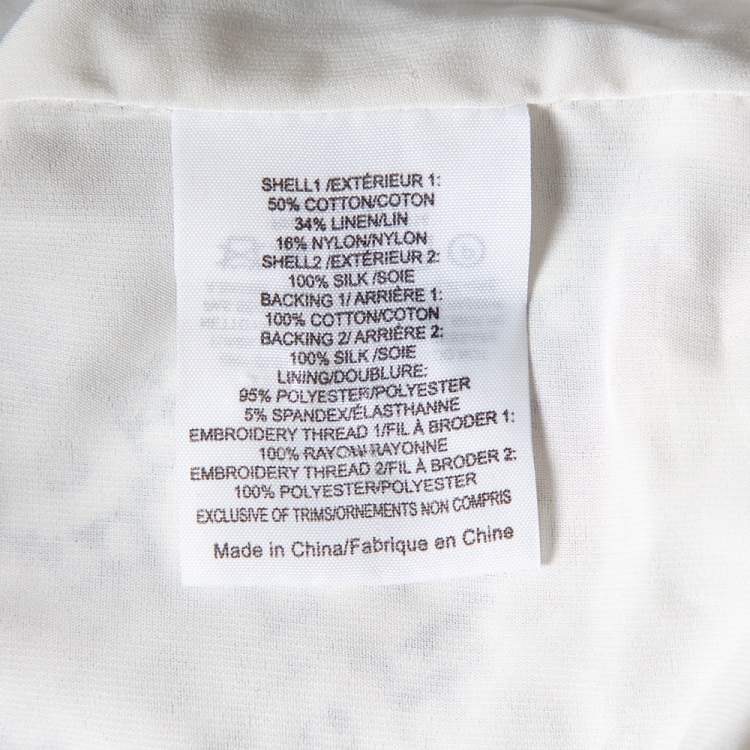 SHELL1 /EXTÉRIEUR 1:
50% COTTON/COTON
34% LINEN/LIN
16% NYLON/NYLON
SHELL2 /EXTÉRIEUR 2:
100% SILK /SOIE
BACKING 1/ ARRIÈRE 1:
100% COTTON/COTON
BACKING 2/ ARRIÈRE 2:
100% SILK /SOIE
LINING/DOUBLURE:
95% POLYESTER/POLYESTER
5% SPANDEX/ÉLASTHANNE
EMBROIDERY THREAD 1/FIL À BRODER 1:
100% RAYON/RAYONNE
EMBROIDERY THREAD 2/FIL À BRODER 2:
100% POLYESTER/POLYESTER
EXCLUSIVE OF TRIMS/ORNEMENTS NON COMPRIS
Made in China/Fabrique en Chine